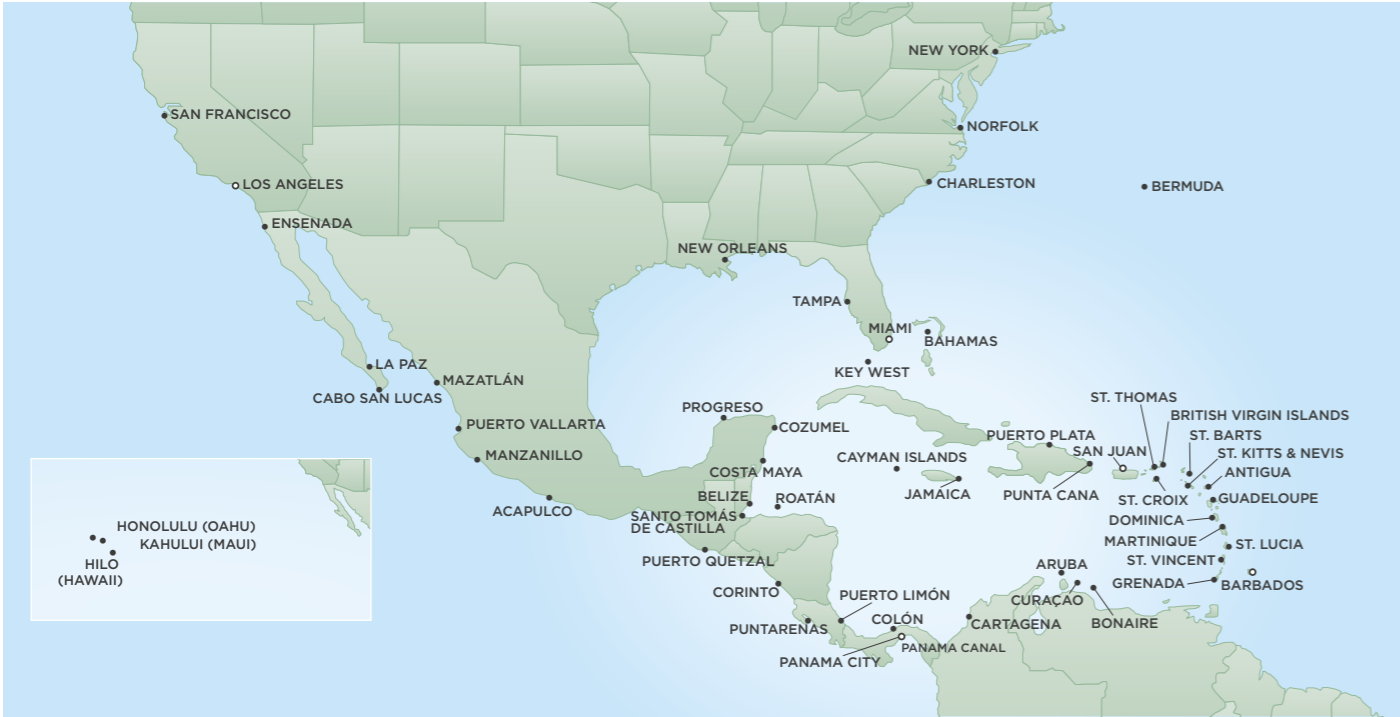 NEW YORK
SAN FRANCISCO
NORFOLK
LOS ANGELES
CHARLESTON
BERMUDA
ENSENADA
NEW ORLEANS
TAMPA
MIAMI
BAHAMAS
KEY WEST
LA PAZ
MAZATLÁN
CABO SAN LUCAS
ST. THOMAS
BRITISH VIRGIN ISLANDS
PROGRESO
PUERTO VALLARTA
COZUMEL
PUERTO PLATA
ST. BARTS
SAN JUAN
ST. KITTS & NEVIS
MANZANILLO
CAYMAN ISLANDS
COSTA MAYA
ANTIGUA
JAMAICA
PUNTA CANA
BELIZE
ROATÁN
ST. CROIX
GUADELOUPE
ACAPULCO
SANTO TOMÁS
DE CASTILLA
DOMINICA
MARTINIQUE
ST. LUCIA
HONOLULU (OAHU)
KAHULUI (MAUI)
HILO
(HAWAII)
PUERTO QUETZAL
ST. VINCENT
ARUBA
GRENADA
BARBADOS
CORINTO
PUERTO LIMÓN
CURAÇAO
COLÓN
CARTAGENA
BONAIRE
PUNTARENAS
PANAMA CANAL
PANAMA CITY